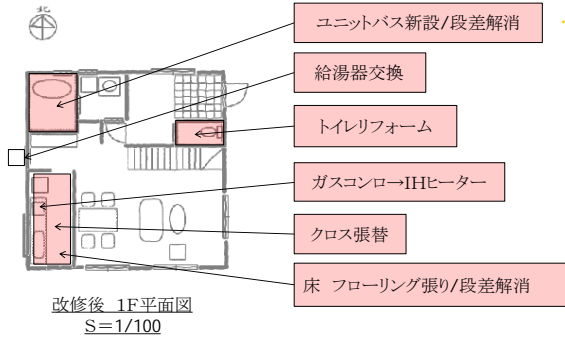 北
ユニットバス新設/段差解消
給湯器交換
トイレリフォーム
ガスコンロ→IHヒーター
クロス張替
床　フローリング張り/段差解消
改修後　1F平面図
S=1/100